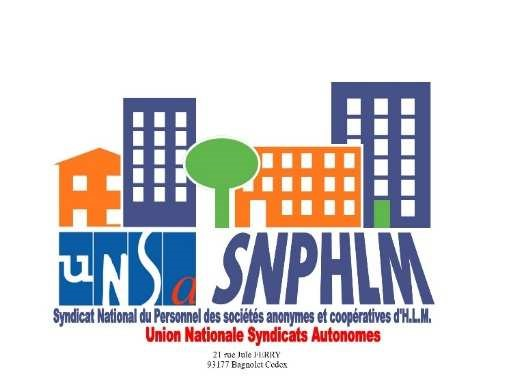 unsa
SNPHLM
Syndicat National du Personnel des sociétés anonymes et coopératives d'H.L.M.
Union Nationale Syndicats Autonomes
21 rue Jule FERRY
93177 Bagnolet Codex